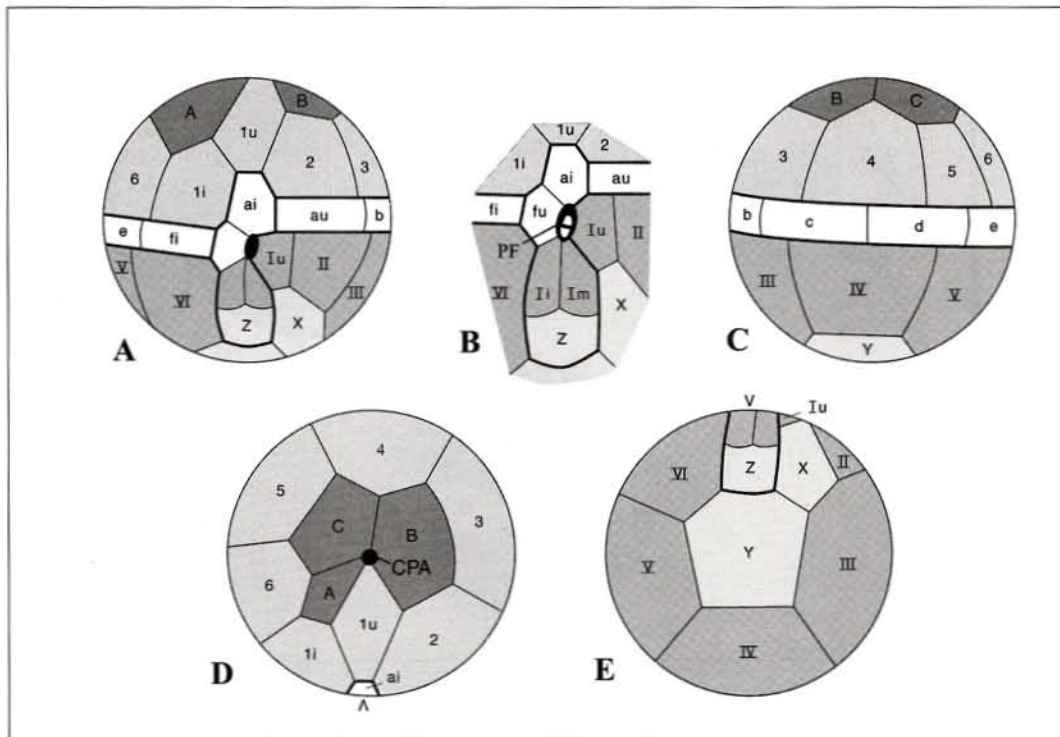 A
B
1u
6
1i
2
3
ai
au
b
e
fi
Iu
II
V
VI
III
Z
X
A
1u
1i
2
ai
au
fi
fu
PF
Iu
II
VI
Ii
Im
X
Z
B
B
C
3
4
5
6
b
c
d
e
III
IV
V
Y
C
4
5
3
C
B
CPA
6
A
1u
2
1i
ai
Λ
D
V
Iu
VI
Z
X
II
Y
V
III
IV
E